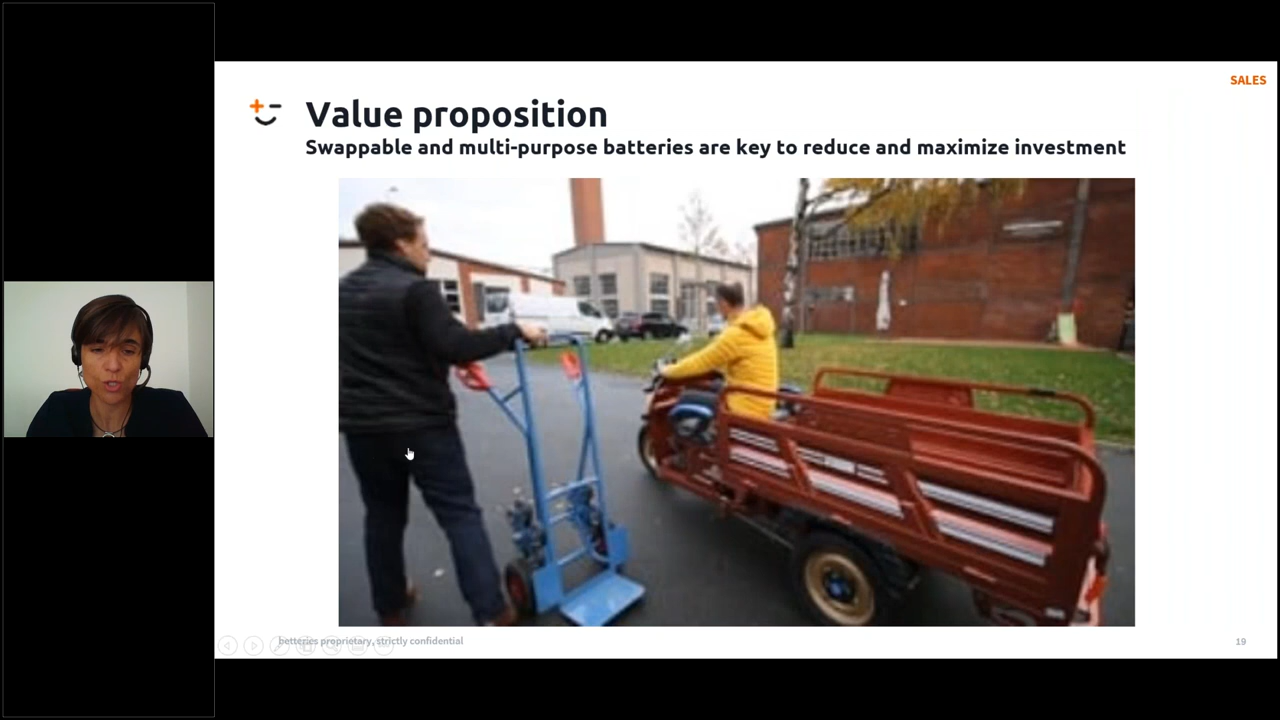 SALES
Value proposition
Swappable and multi-purpose batteries are key to reduce and maximize investment
betteries proprietary, strictly confidential
19